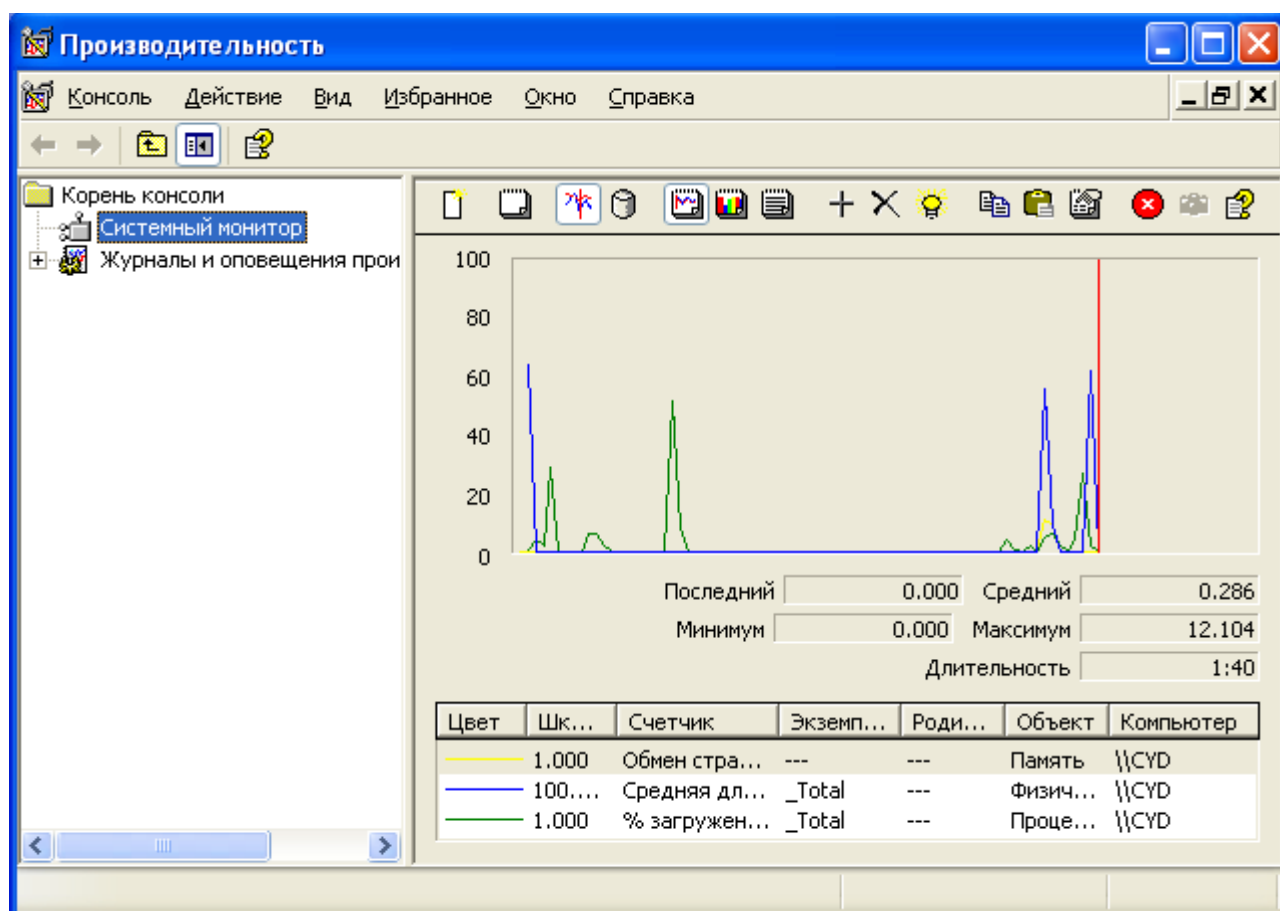 Производительность
Консоль Действие Вид Избранное Окно Справка
Корень консоли
Системный монитор
Журналы и оповещения прои
100
80
60
40
20
0
Последний 0.000 Средний 0.286
Минимум 0.000 Максимум 12.104
Длительность 1:40
Цвет Шк... Счетчик Экземп... Роди... Объект Компьютер
1.000 Обмен стра... --- --- Память \\CYD
100.... Средняя дл... _Total --- Физич... \\CYD
1.000 % загружен... _Total --- Проце... \\CYD